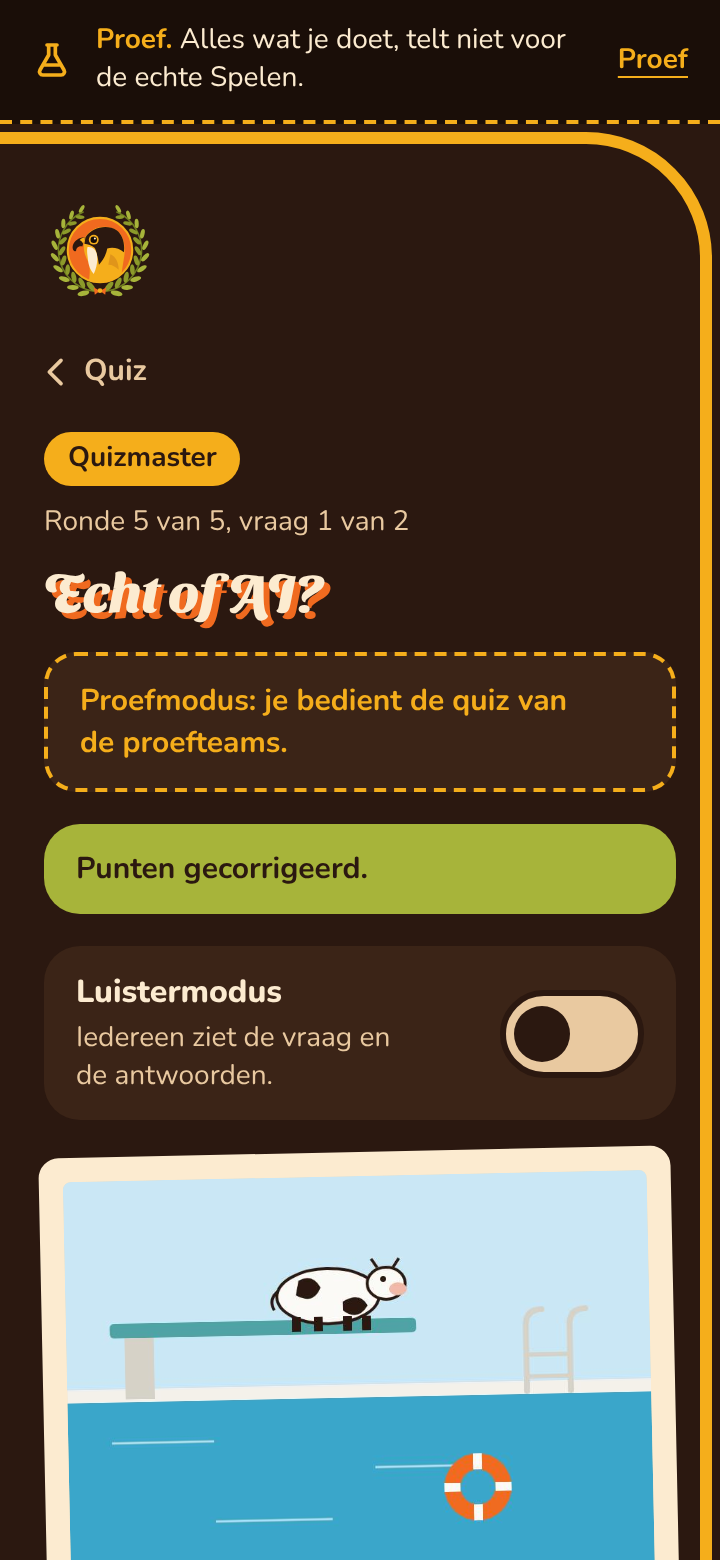 Proef. Alles wat je doet, telt niet voor
de echte Spelen.
Proef
Quiz
Quizmaster
Ronde 5 van 5, vraag 1 van 2
Echt of AI?
Proefmodus: je bedient de quiz van
de proefteams.
Punten gecorrigeerd.
Luistermodus
Iedereen ziet de vraag en
de antwoorden.